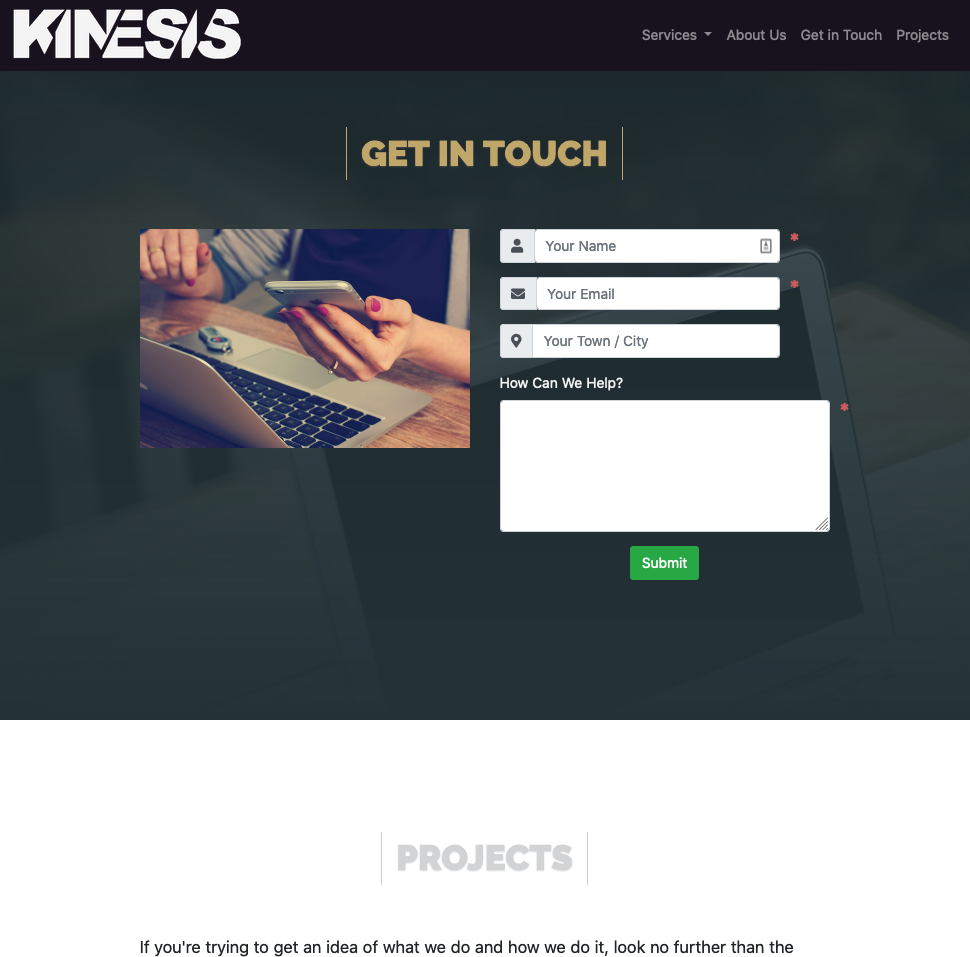 KINESIS
Services About Us Get in Touch Projects
GET IN TOUCH
Your Name
*
Your Email
*
Your Town / City
How Can We Help?
*
Submit
PROJECTS
If you're trying to get an idea of what we do and how we do it, look no further than the